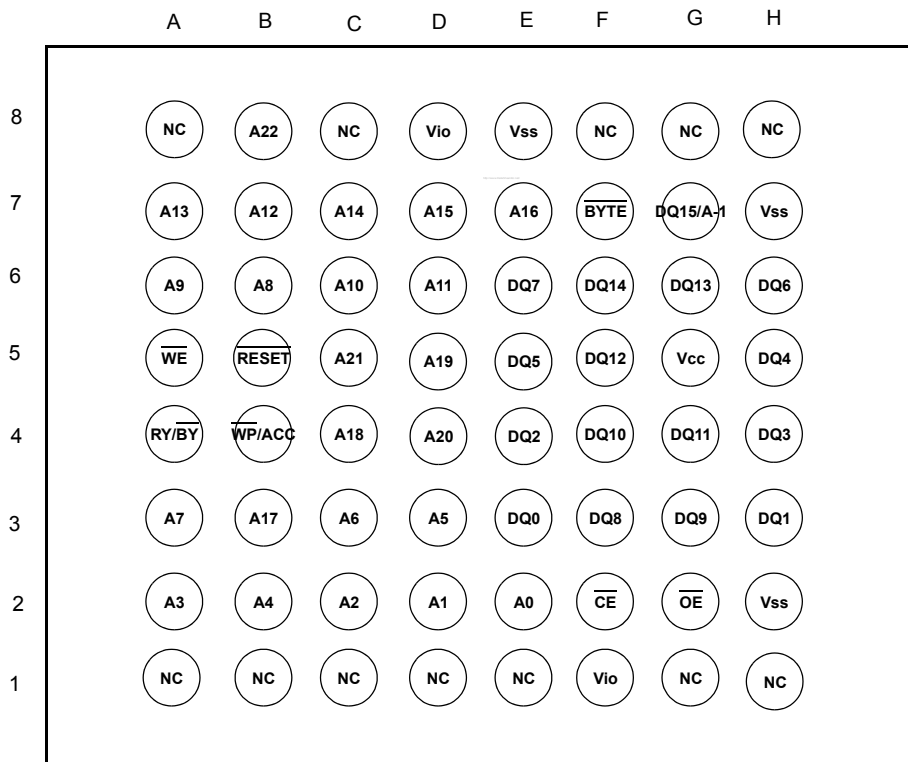 A B C D E F G H
8 NC A22 NC Vio Vss NC NC NC
7 A13 A12 A14 A15 A16 BYTE DQ15/A-1 Vss
6 A9 A8 A10 A11 DQ7 DQ14 DQ13 DQ6
5 WE RESET A21 A19 DQ5 DQ12 Vcc DQ4
4 RY/BY WP/ACC A18 A20 DQ2 DQ10 DQ11 DQ3
3 A7 A17 A6 A5 DQ0 DQ8 DQ9 DQ1
2 A3 A4 A2 A1 A0 CE OE Vss
1 NC NC NC NC NC Vio NC NC